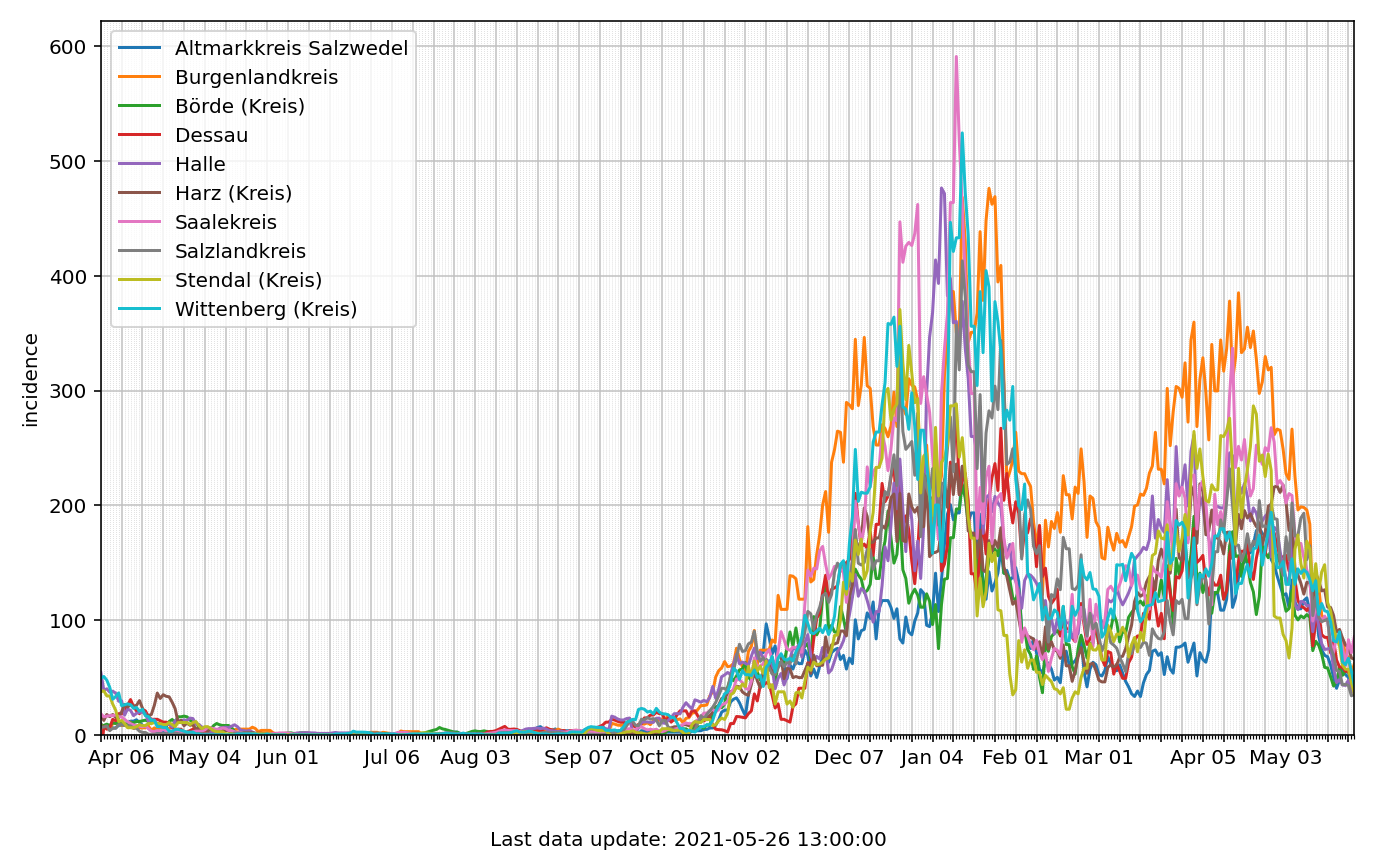 600
500
400
300
200
100
0
incidence
Altmarkkreis Salzwedel
Burgenlandkreis
Börde (Kreis)
Dessau
Halle
Harz (Kreis)
Saalekreis
Salzlandkreis
Stendal (Kreis)
Wittenberg (Kreis)
Apr 06 May 04 Jun 01 Jul 06 Aug 03 Sep 07 Oct 05 Nov 02 Dec 07 Jan 04 Feb 01 Mar 01 Apr 05 May 03
Last data update: 2021-05-26 13:00:00